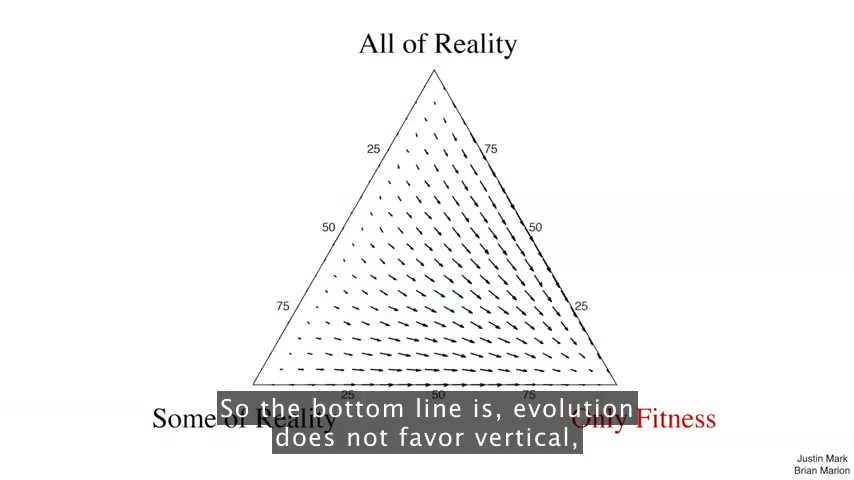 All of Reality
25
75
50
50
75
25
25
50
75
Some of Reality
Only Fitness
So the bottom line is, evolution
does not favor vertical,
Justin Mark
Brian Marion